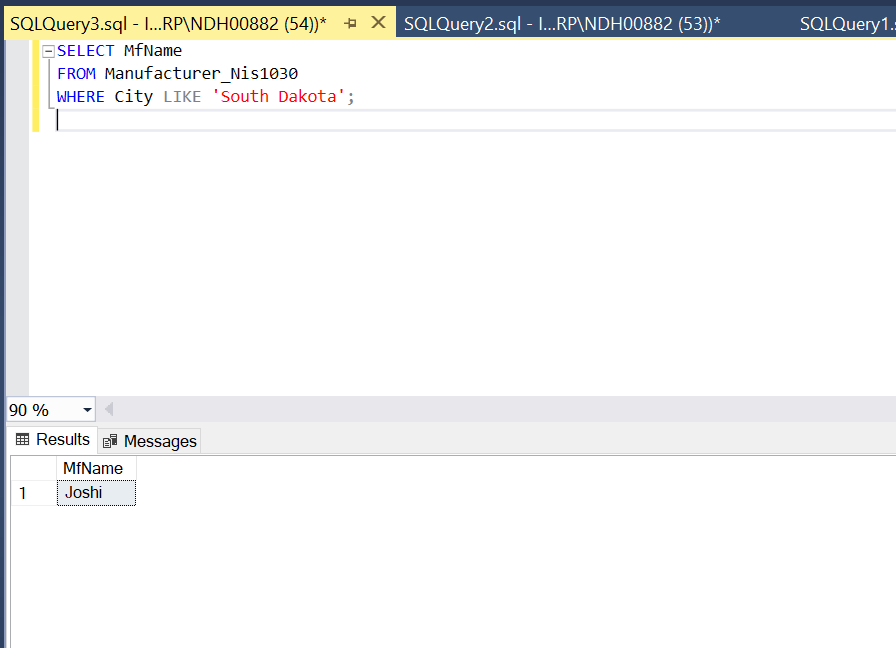 SQLQuery3.sql - I...RP\NDH00882 (54))* SQLQuery2.sql - I...RP\NDH00882 (53))* SQLQuery1.s
SELECT MfName
FROM Manufacturer_Nis1030
WHERE City LIKE 'South Dakota';
90 %
Results Messages
MfName
1 Joshi